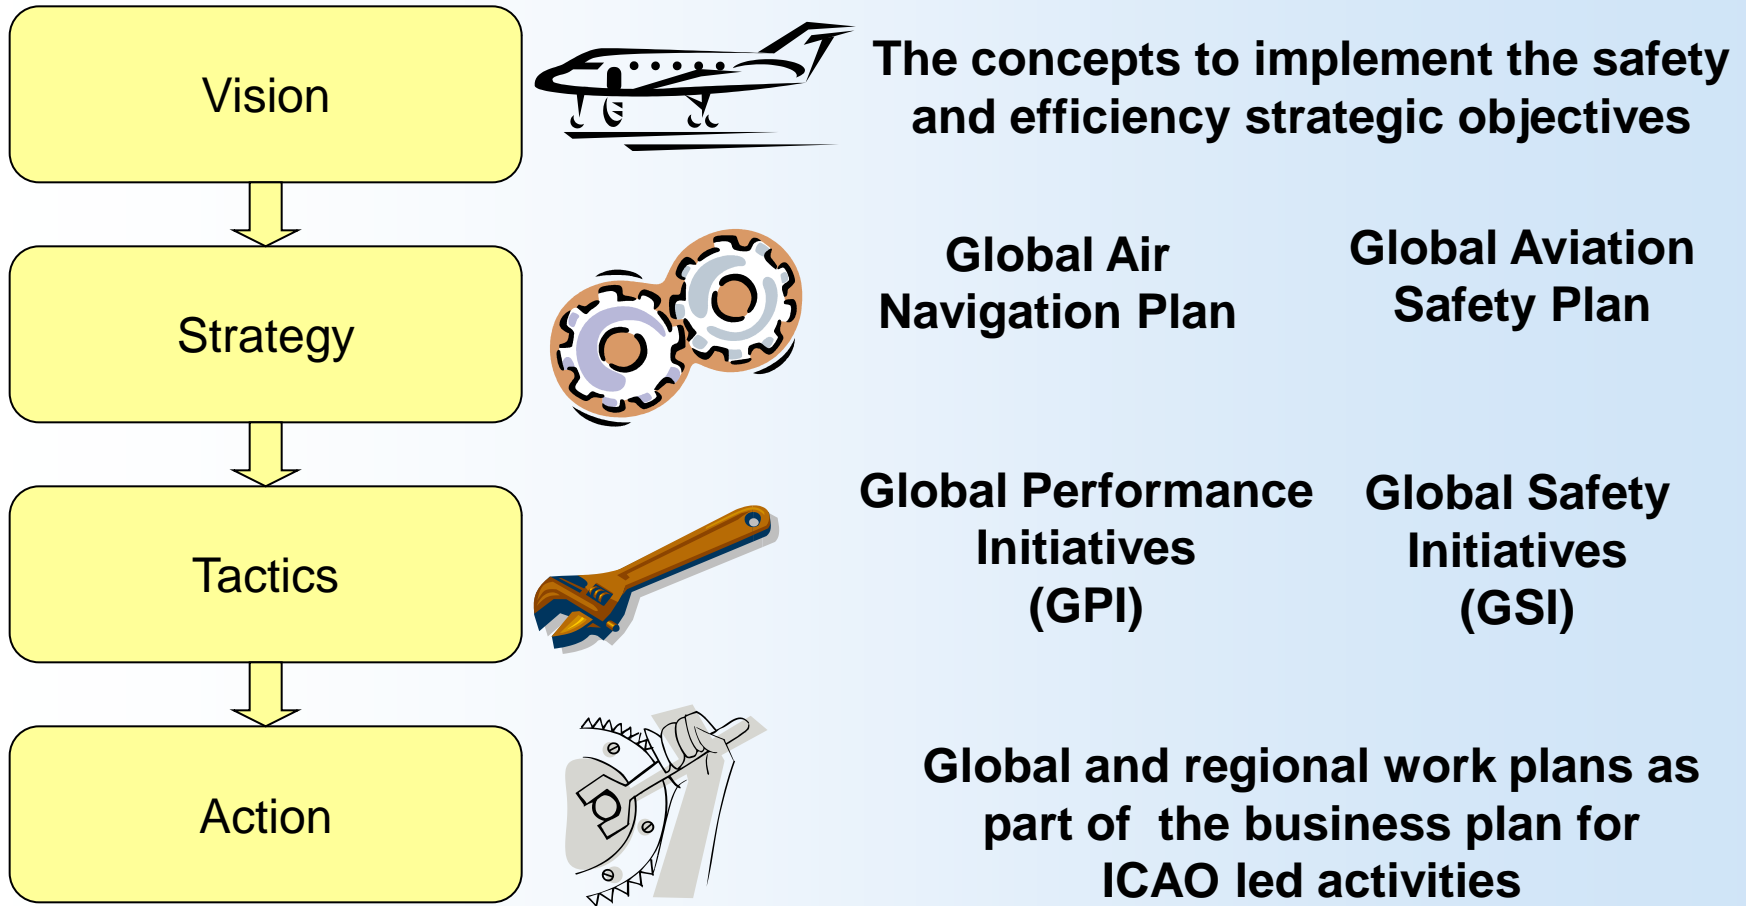 Vision
The concepts to implement the safety
and efficiency strategic objectives
Strategy
Global Air
Navigation Plan
Global Aviation
Safety Plan
Tactics
Global Performance
Initiatives
(GPI)
Global Safety
Initiatives
(GSI)
Action
Global and regional work plans as
part of  the business plan for
ICAO led activities